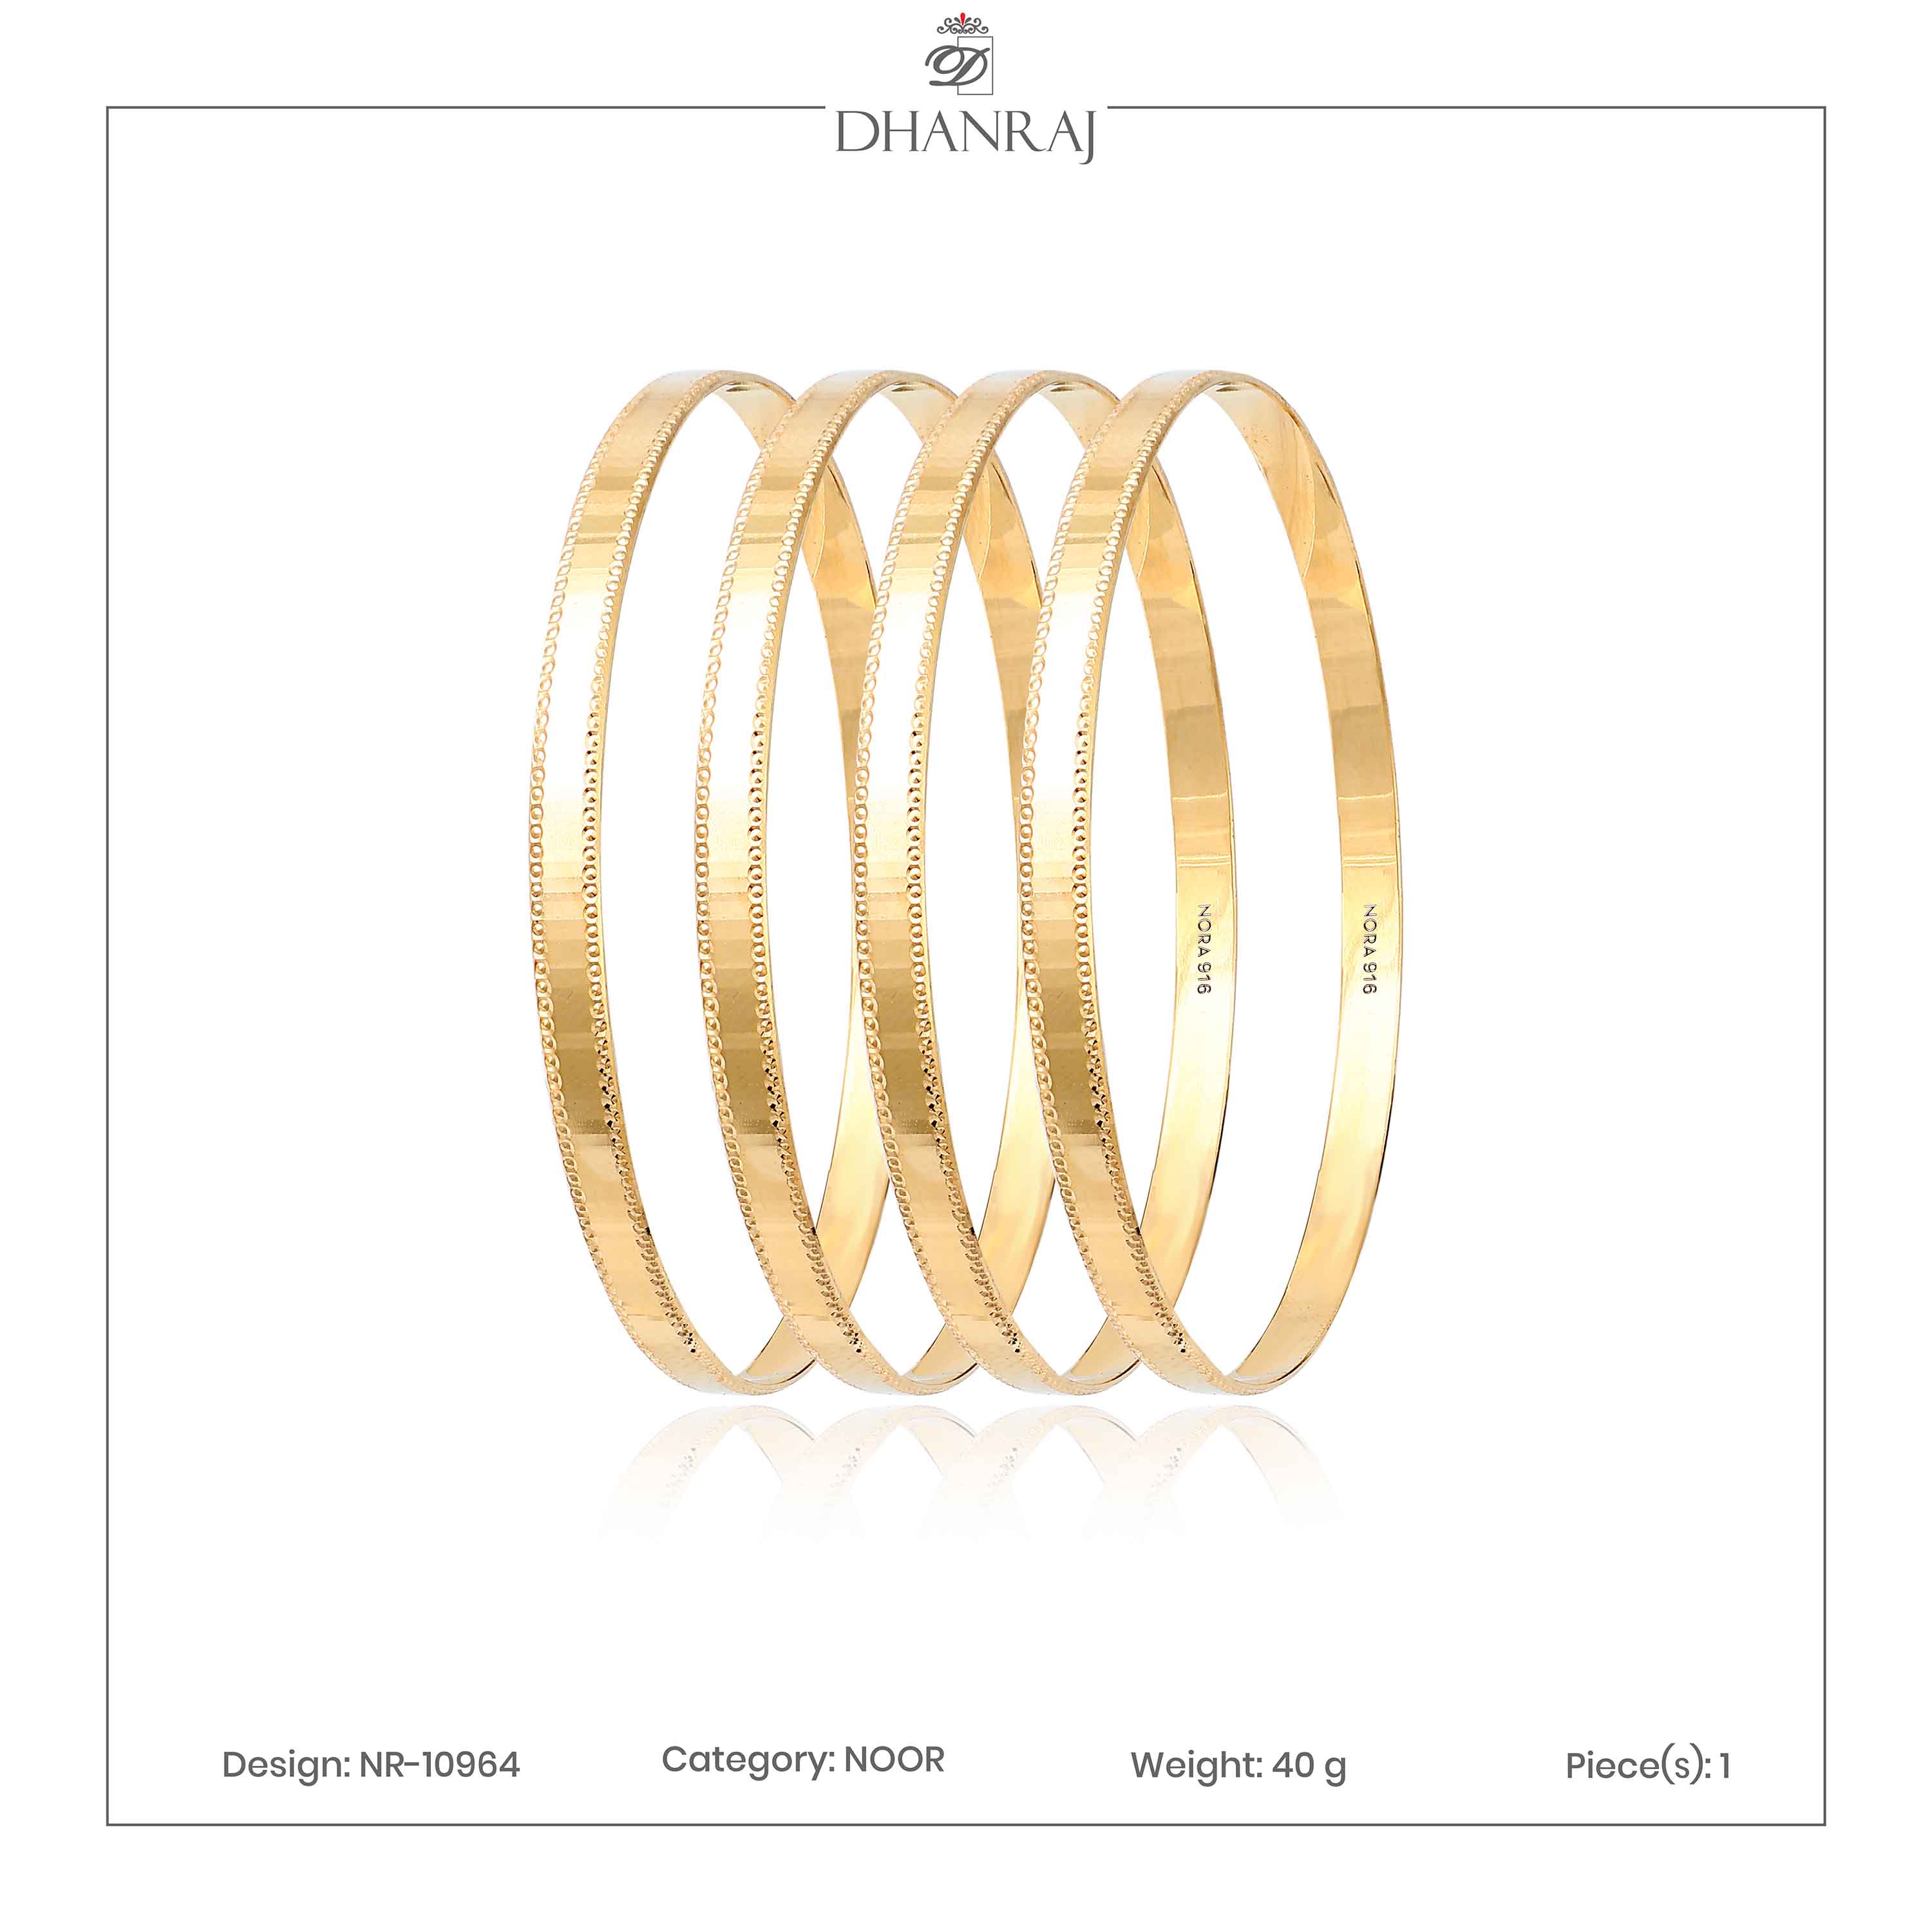 D
DHANRAJ
NORA 916
NORA 916
Design: NR-10964
Category: NOOR
Weight: 40 g
Piece(s): 1